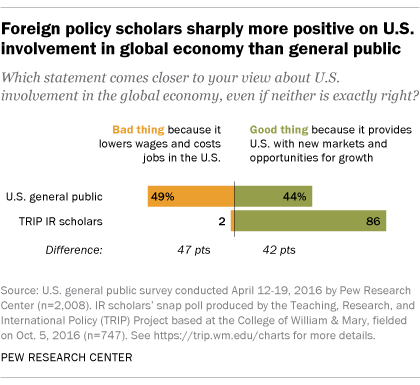 Foreign policy scholars sharply more positive on U.S.
involvement in global economy than general public
Which statement comes closer to your view about U.S.
involvement in the global economy, even if neither is exactly right?
Bad thing because it
lowers wages and costs
jobs in the U.S.
Good thing because it provides
U.S. with new markets and
opportunities for growth
U.S. general public 49% 44%
TRIP IR scholars 2 86
Difference: 47 pts 42 pts
Source: U.S. general public survey conducted April 12-19, 2016 by Pew Research
Center (n=2,008). IR scholars' snap poll produced by the Teaching, Research, and
International Policy (TRIP) Project based at the College of William & Mary, fielded
on Oct. 5, 2016 (n=747). See https://trip.wm.edu/charts for more details.
PEW RESEARCH CENTER